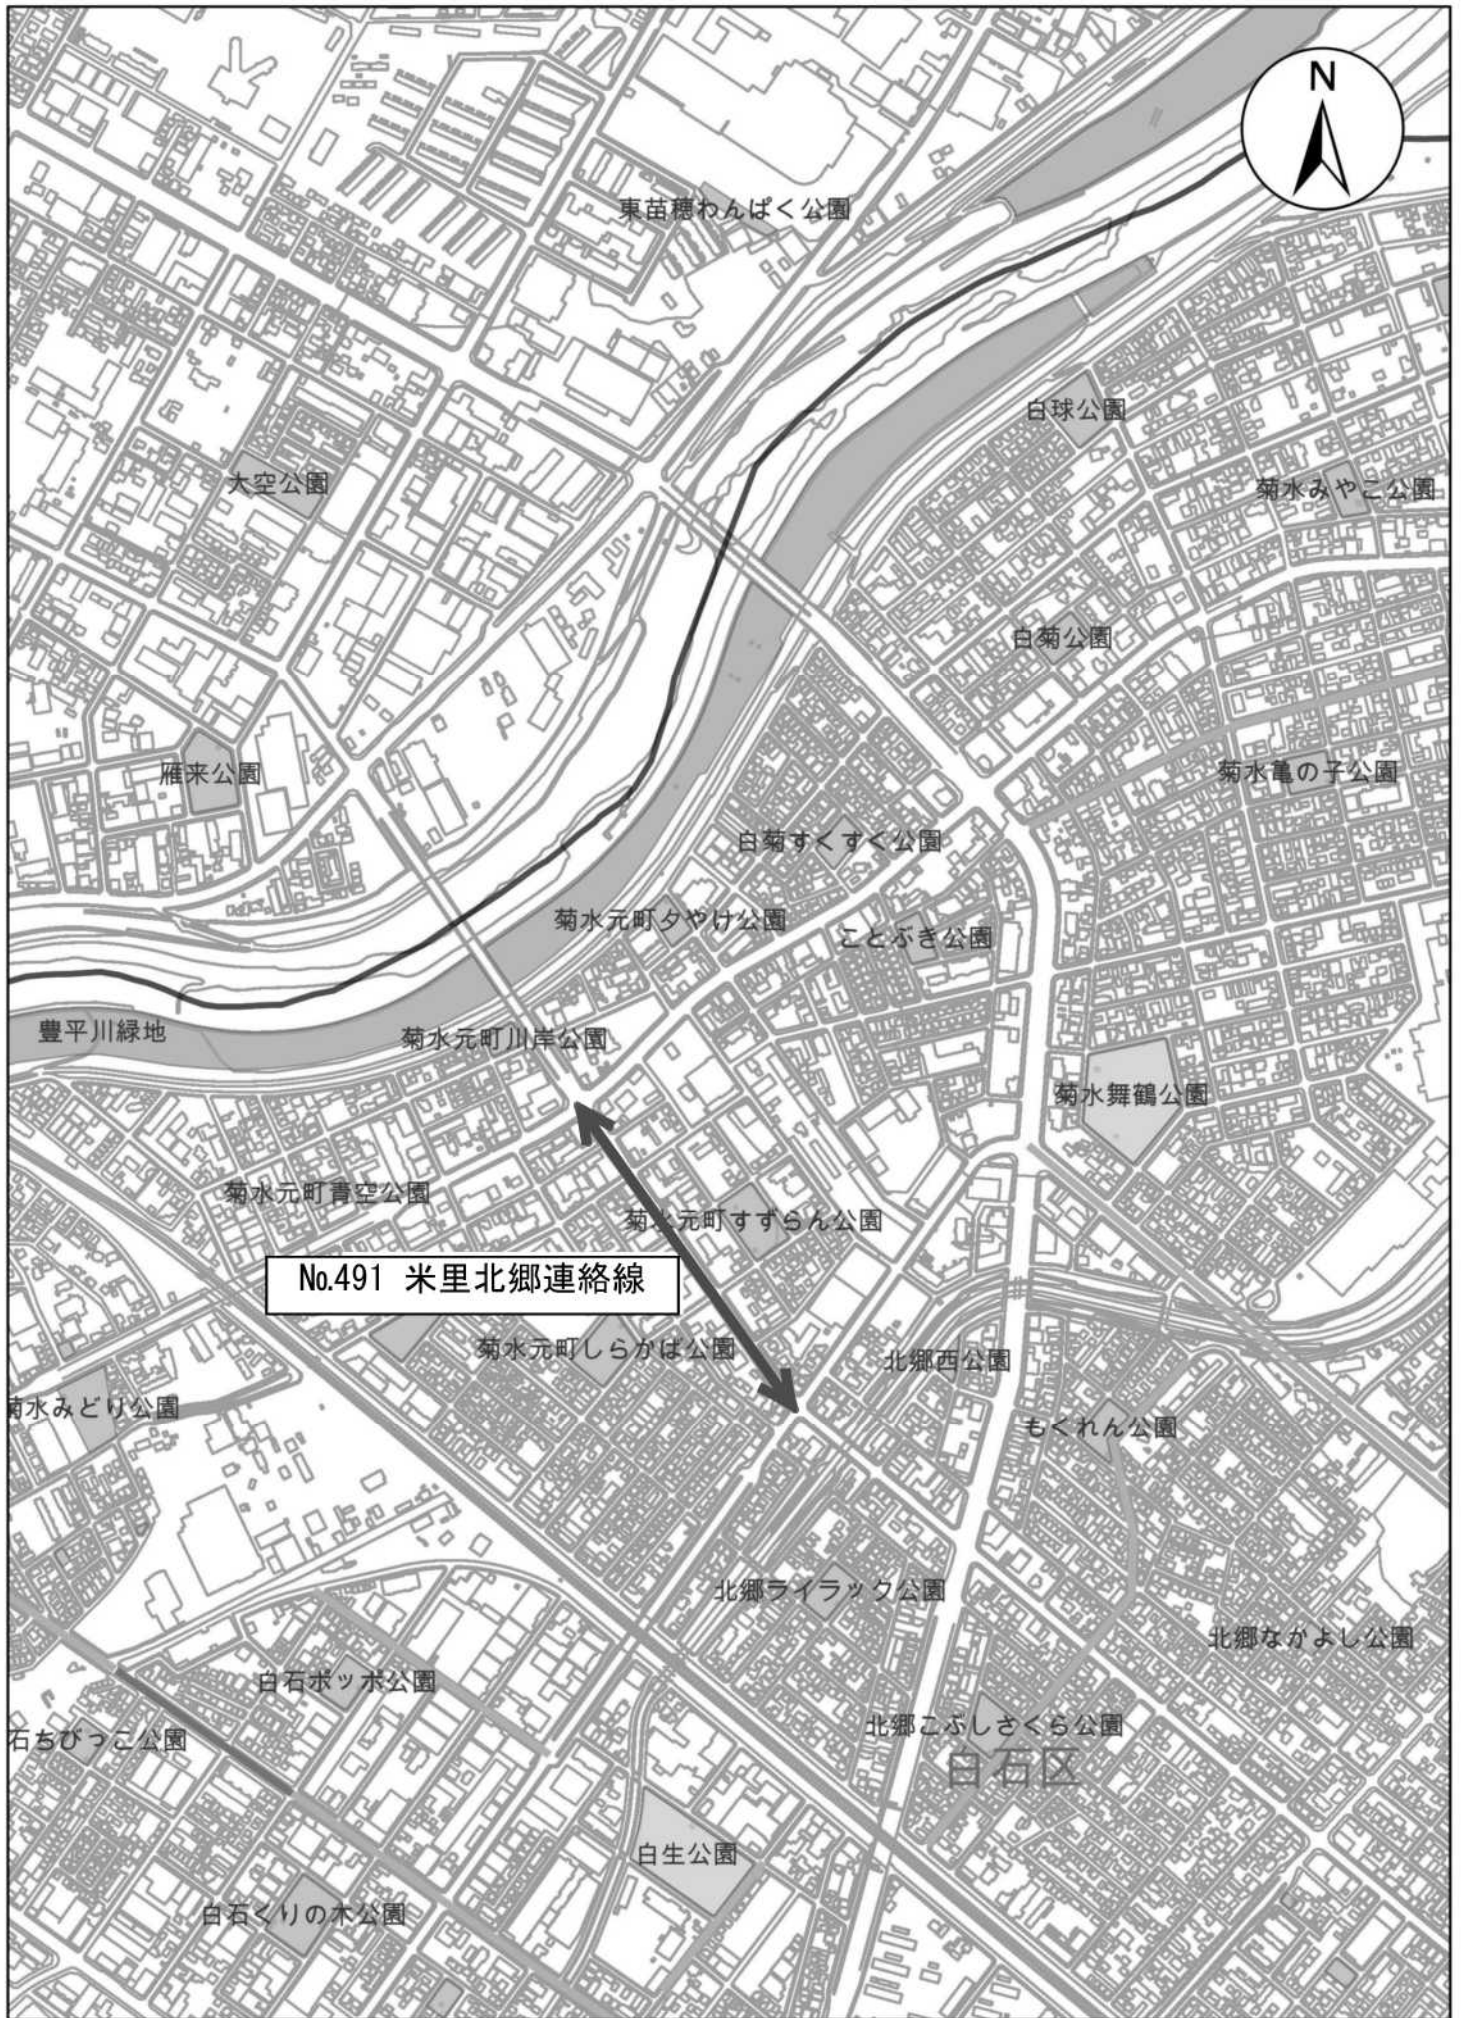 N
東苗穂わんぱく公園
白球公園
大空公園
菊水みやこ公園
白菊公園
雁来公園
菊水亀の子公園
白菊すくすく公園
菊水元町夕やけ公園
ことぶき公園
豊平川緑地
菊水元町川岸公園
菊水舞鶴公園
菊水元町青空公園
菊水元町すずらん公園
№491 米里北郷連絡線
菊水元町しらかば公園
北郷西公園
菊水みどり公園
もくれん公園
北郷ライラック公園
北郷なかよし公園
白石ポッポ公園
石ちびっこ公園
北郷こぶしさくら公園
白石区
白生公園
白石くりの木公園